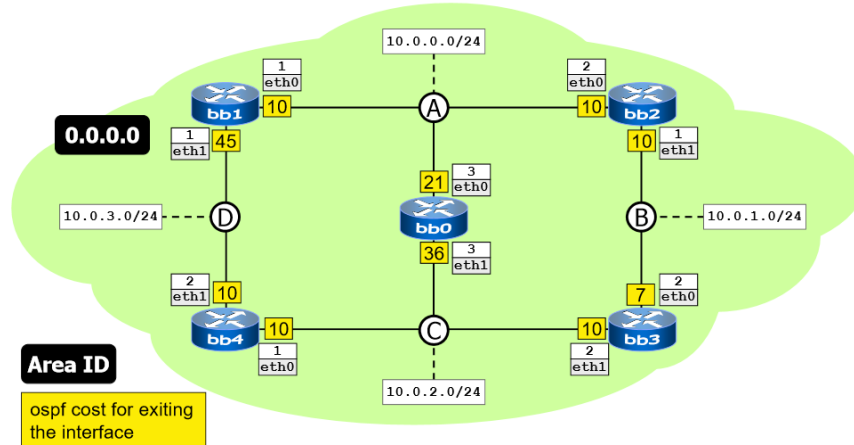 10.0.0.0/24
1
eth0
2
eth0
bb1
10
A
10
bb2
0.0.0.0
1
eth1
45
10
1
eth1
21
3
eth0
10.0.3.0/24
D
bb0
B
10.0.1.0/24
36
3
eth1
2
eth1
10
7
2
eth0
bb4
10
C
10
bb3
1
eth0
2
eth1
Area ID
10.0.2.0/24
ospf cost for exiting
the interface